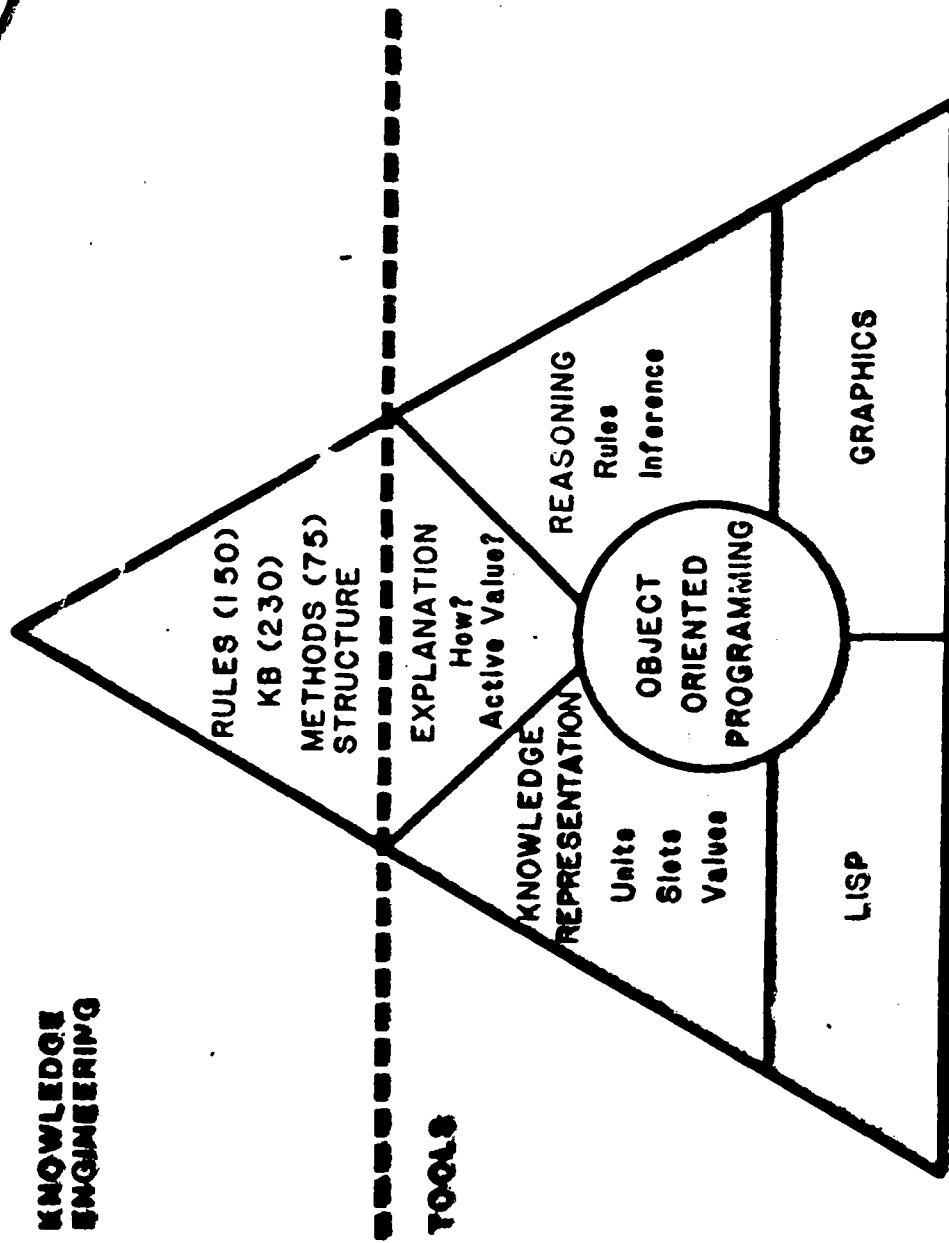 KNOWLEDGE
ENGINEERING
RULES (150)
KB (230)
METHODS (75)
STRUCTURE
TOOLS
EXPLANATION
How?
Active Value?
KNOWLEDGE
REPRESENTATION
Units
Slots
Values
REASONING
Rules
Inference
OBJECT
ORIENTED
PROGRAMMING
LISP
GRAPHICS